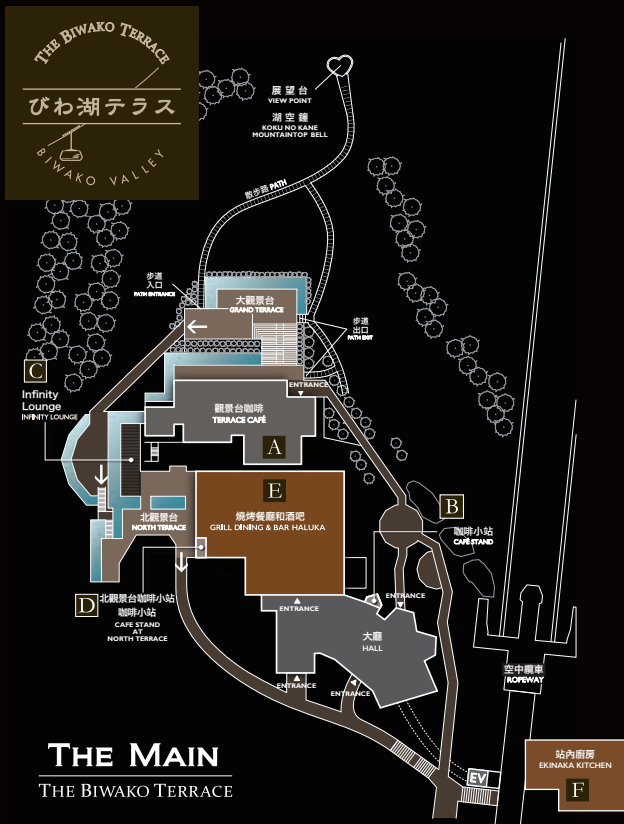 THE BIWAKO TERRACE
びわ湖テラス
BIWAKO VALLEY
展望台
VIEW POINT
湖空鐘
KOKU NO KANE
MOUNTAINTOP BELL
散步路 PATH
步道
入口
PATH ENTRANCE
大觀景台
GRAND TERRACE
步道
出口
PATH EXIT
C
Infinity
Lounge
INFINITY LOUNGE
ENTRANCE
觀景台咖啡
TERRACE CAFÉ
A
E
燒烤餐廳和酒吧
GRILL DINING & BAR HALUKA
B
咖啡小站
CAFÉ STAND
北觀景台
NORTH TERRACE
D
北觀景台咖啡小站
咖啡小站
CAFE STAND
AT
NORTH TERRACE
ENTRANCE
ENTRANCE
大廳
HALL
ENTRANCE
ENTRANCE
空中纜車
ROPEWAY
THE MAIN
THE BIWAKO TERRACE
EV
站內廚房
EKINAKA KITCHEN
F